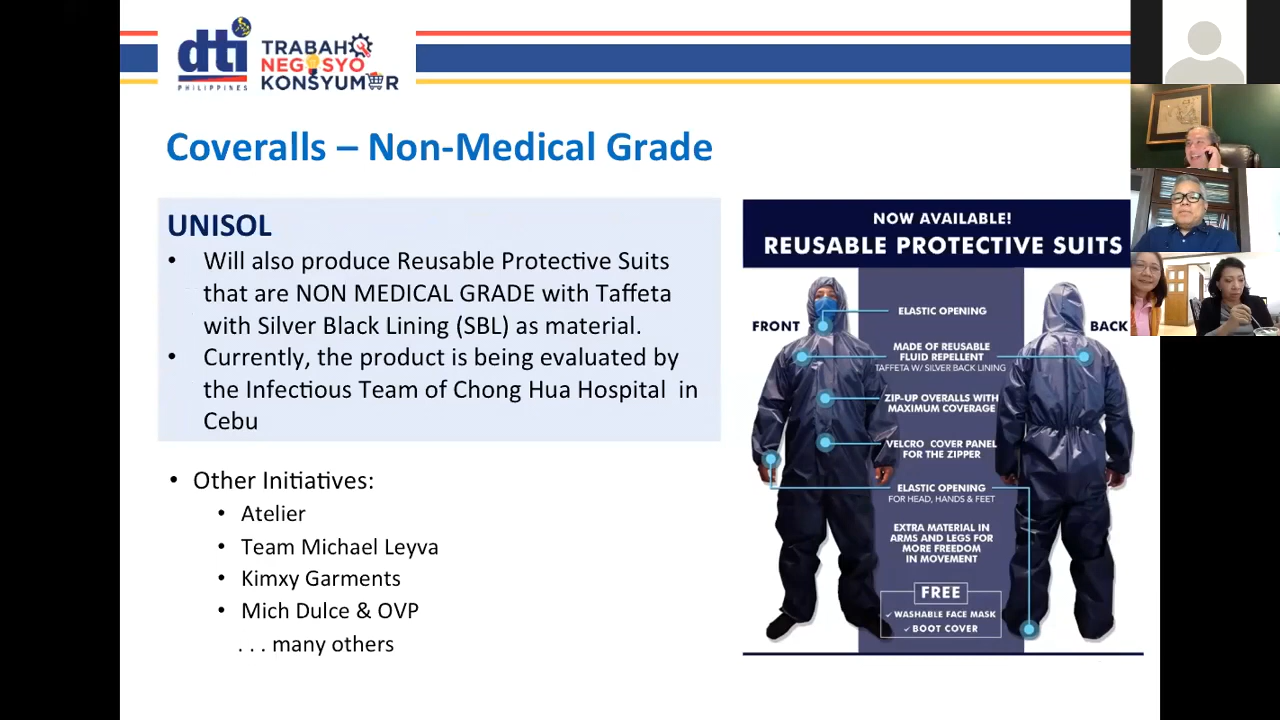 dti
PHILIPPINES
TRABAHO
NEGOSYO
KONSYUMER
Coveralls – Non-Medical Grade
UNISOL
• Will also produce Reusable Protective Suits
that are NON MEDICAL GRADE with Taffeta
with Silver Black Lining (SBL) as material.
• Currently, the product is being evaluated by
the Infectious Team of Chong Hua Hospital in
Cebu
• Other Initiatives:
• Atelier
• Team Michael Leyva
• Kimxy Garments
• Mich Dulce & OVP
. . . many others
NOW AVAILABLE!
REUSABLE PROTECTIVE SUITS
FRONT
BACK
ELASTIC OPENING
MADE OF REUSABLE
FLUID REPELLENT
TAFFETA W/ SILVER BACK LINING
ZIP-UP OVERALLS WITH
MAXIMUM COVERAGE
VELCRO COVER PANEL
FOR THE ZIPPER
ELASTIC OPENING
FOR HEAD, HANDS & FEET
EXTRA MATERIAL IN
ARMS AND LEGS FOR
MORE FREEDOM
IN MOVEMENT
FREE
✓ WASHABLE FACE MASK
✓ BOOT COVER